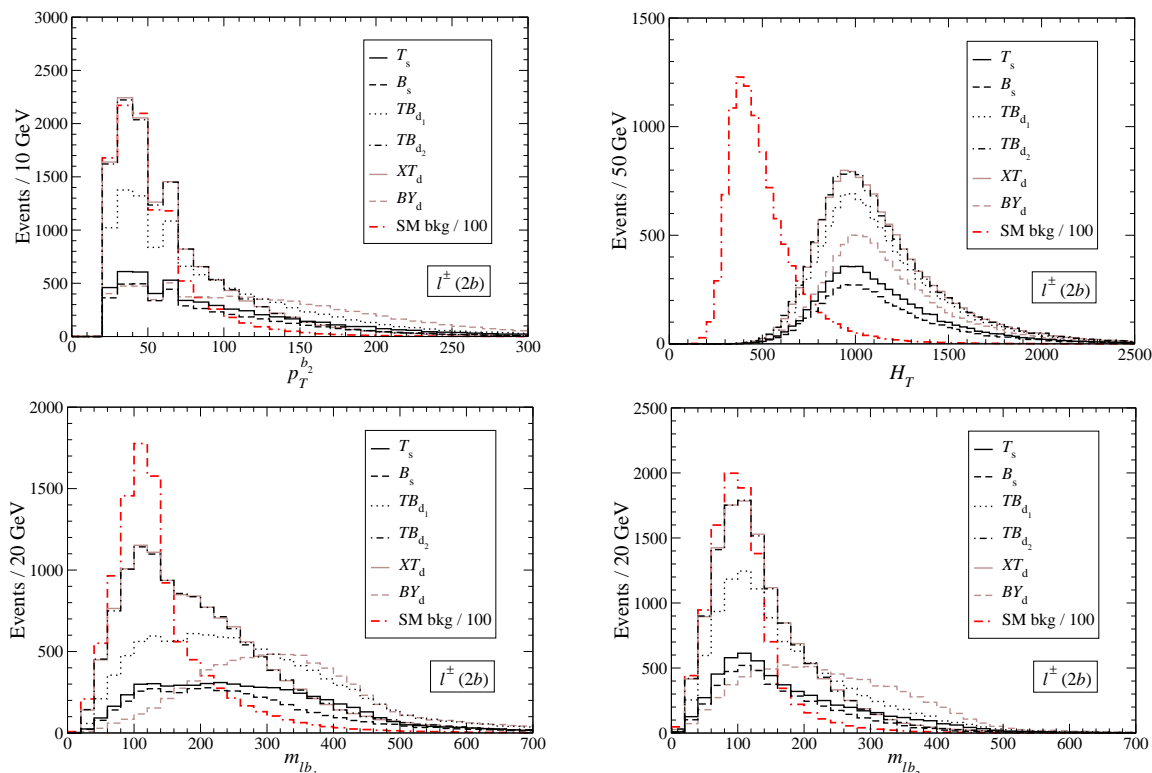 3000
2500
2000
1500
1000
500
0
Events / 10 GeV
T_s
B_s
TB_{d_1}
TB_{d_2}
XT_d
BY_d
SM bkg / 100
l^± (2b)
0 50 100 150 200 250 300
p_T^{b_2}
1500
1000
500
0
Events / 50 GeV
T_s
B_s
TB_{d_1}
TB_{d_2}
XT_d
BY_d
SM bkg / 100
l^± (2b)
0 500 1000 1500 2000 2500
H_T
2000
1500
1000
500
0
Events / 20 GeV
T_s
B_s
TB_{d_1}
TB_{d_2}
XT_d
BY_d
SM bkg / 100
l^± (2b)
0 100 200 300 400 500 600 700
m_{lb}
2500
2000
1500
1000
500
0
Events / 20 GeV
T_s
B_s
TB_{d_1}
TB_{d_2}
XT_d
BY_d
SM bkg / 100
l^± (2b)
0 100 200 300 400 500 600 700
m_{lb}